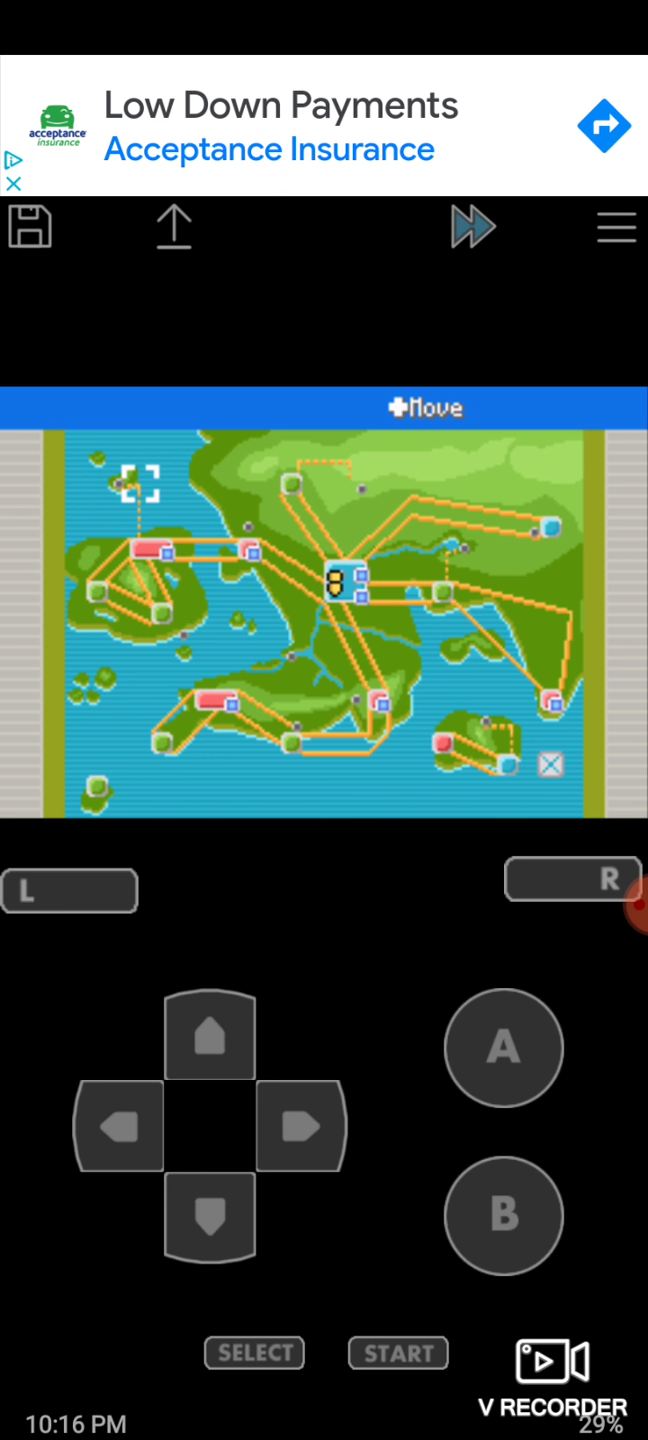 Low Down Payments
acceptance
insurance
Acceptance Insurance
Move
L
R
A
B
SELECT
START
V RECORDER
10:16 PM
29%